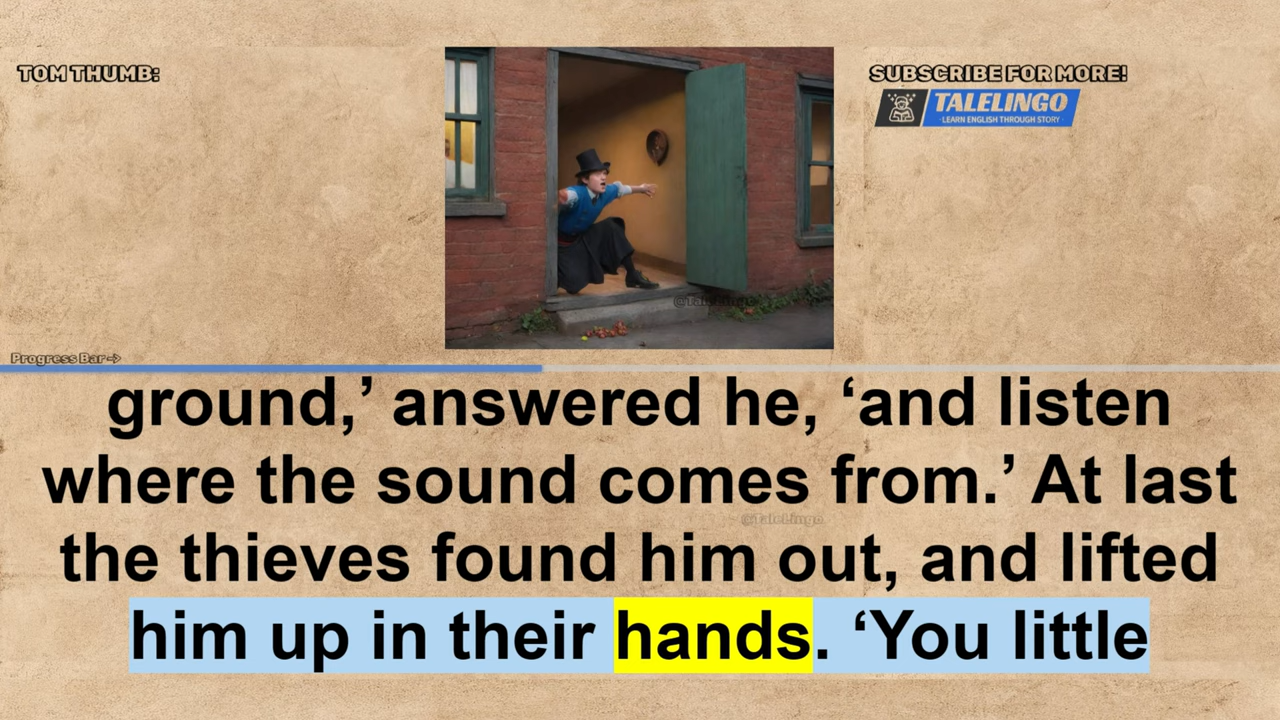 TOM THUMB:
SUBSCRIBE FOR MORE!
TALELINGO
-LEARN ENGLISH THROUGH STORY-
@TaleLingo
Progress Bar->
ground,’ answered he, ‘and listen
where the sound comes from.’ At last
@TaleLingo
the thieves found him out, and lifted
him up in their hands. ‘You little